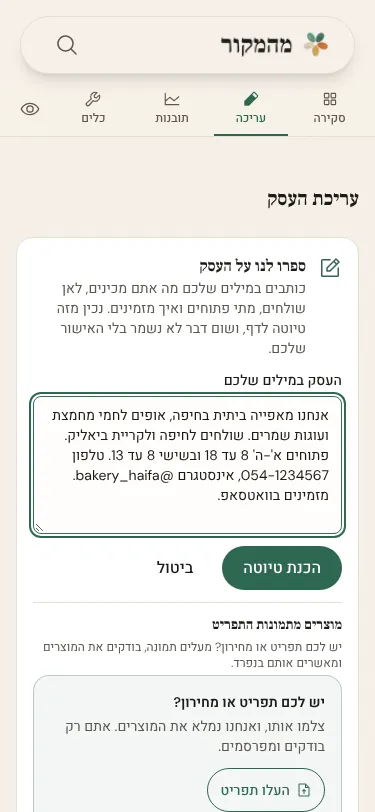 מהמקור
סקירה
עריכה
תובנות
כלים
עריכת העסק
ספרו לנו על העסק
כותבים במילים שלכם מה אתם מכינים, לאן
שולחים, מתי פתוחים ואיך מזמינים. נכין מזה
טיוטה לדף, ושום דבר לא נשמר בלי האישור
שלכם.
העסק במילים שלכם
אנחנו מאפייה ביתית בחיפה, אופים לחמי מחמצת
ועוגות שמרים. שולחים לחיפה ולקריית ביאליק.
פתוחים א'-ה' 8 עד 18 ובשישי 8 עד 13. טלפון
054-1234567, אינסטגרם @bakery_haifa.
מזמינים בוואטסאפ.
הכנת טיוטה
ביטול
מוצרים מתמונות התפריט
יש לכם תפריט או מחירון? מעלים תמונה, בודקים את המוצרים
ומאשרים אותם בנפרד.
יש לכם תפריט או מחירון?
צלמו אותו, ואנחנו נמלא את המוצרים. אתם רק
בודקים ומפרסמים.
העלו תפריט